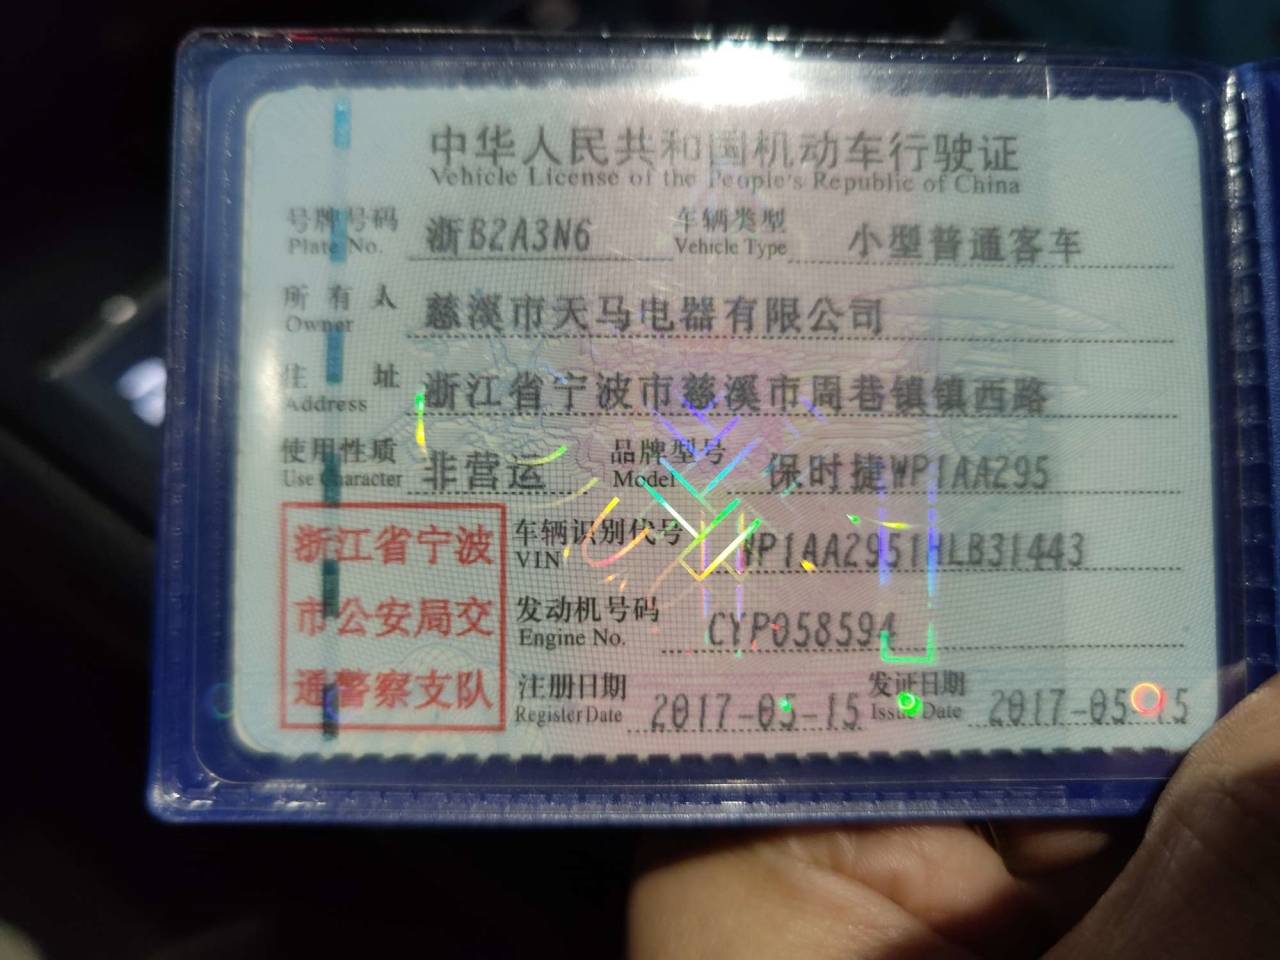 中华人民共和国机动车行驶证
Vehicle License of the People's Republic of China
号牌号码 浙B2A3N6 车辆类型 小型普通客车
Plate No. Vehicle Type
所有人 慈溪市天马电器有限公司
Owner
住址 浙江省宁波市慈溪市周巷镇镇西路
Address
使用性质 非营运 品牌型号 保时捷WP1AA295
Use Character Model
浙江省宁波
市公安局交
通警察支队
车辆识别代号 WP1AA2951HLB31443
VIN
发动机号码 CYP058594
Engine No.
注册日期 2017-05-15 发证日期 2017-05-15
Register Date Issue Date